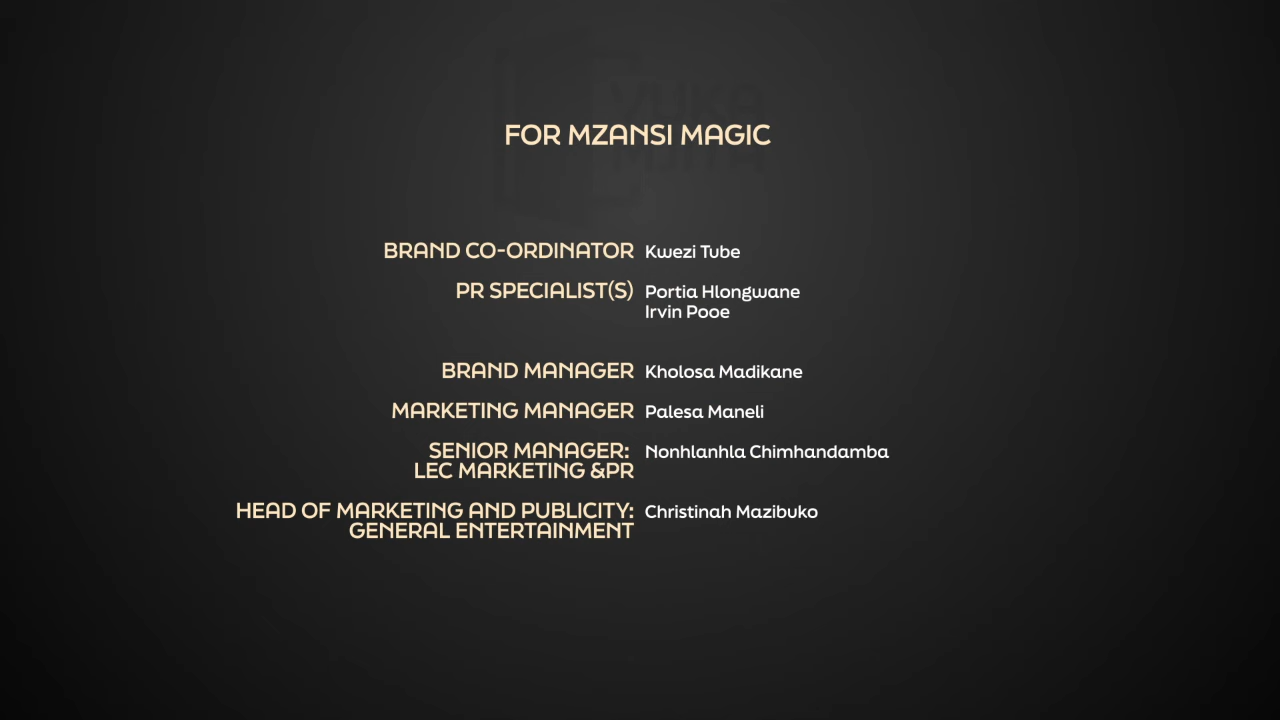 FOR MZANSI MAGIC
BRAND CO-ORDINATOR Kwezi Tube
PR SPECIALIST(S) Portia Hlongwane
Irvin Pooe
BRAND MANAGER Kholosa Madikane
MARKETING MANAGER Palesa Maneli
SENIOR MANAGER: Nonhlanhla Chimhandamba
LEC MARKETING &PR
HEAD OF MARKETING AND PUBLICITY: Christinah Mazibuko
GENERAL ENTERTAINMENT